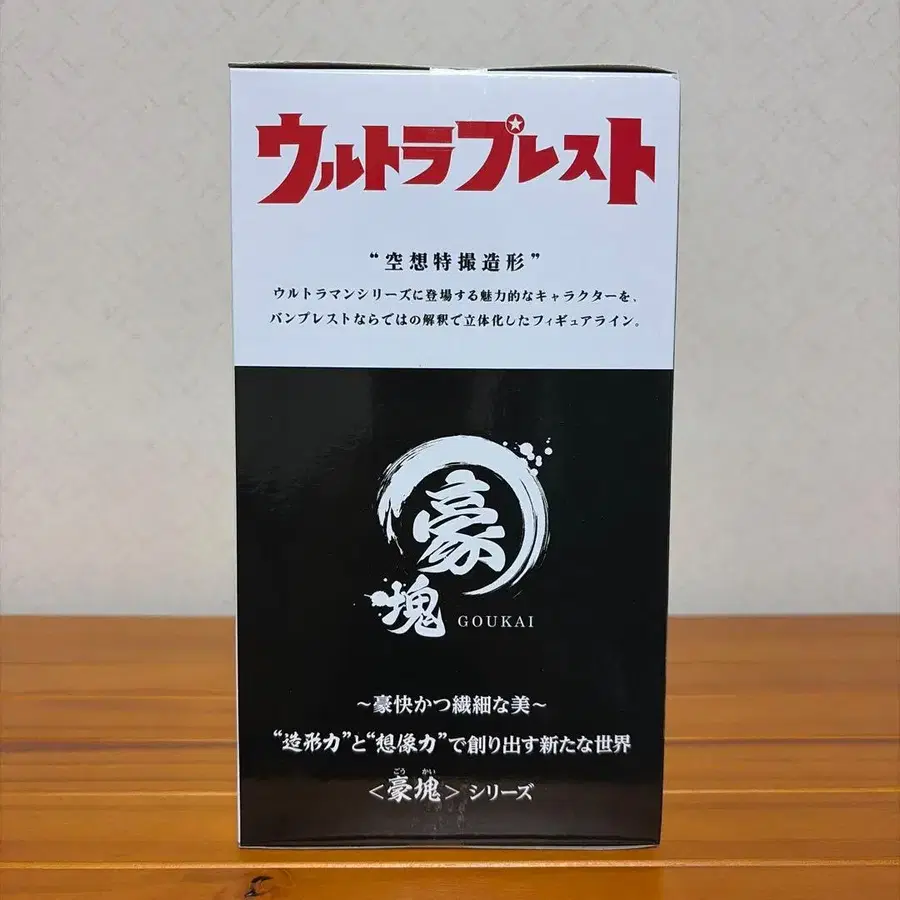 ウルトラプレスト
“空想特撮造形”
ウルトラマンシリーズに登場する魅力的なキャラクターを、
バンプレストならではの解釈で立体化したフィギュアライン。
豪
塊 GOUKAI
～豪快かつ繊細な美～
“造形力”と“想像力”で創り出す新たな世界
ごう かい
＜豪塊＞シリーズ